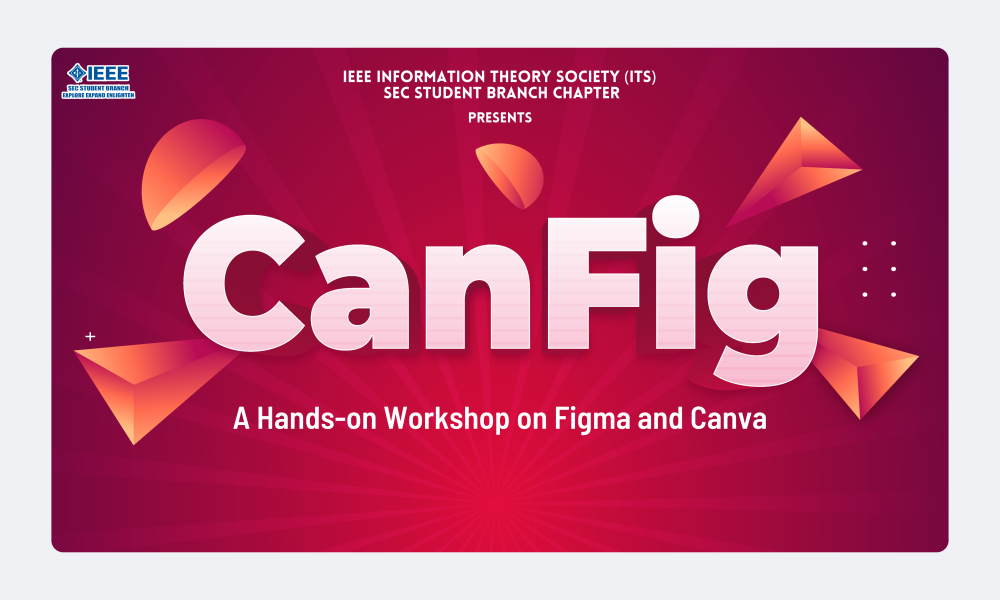 IEEE
SEC STUDENT BRANCH
EXPLORE EXPAND ENLIGHTEN
IEEE INFORMATION THEORY SOCIETY (ITS)
SEC STUDENT BRANCH CHAPTER
PRESENTS
CanFig
A Hands-on Workshop on Figma and Canva